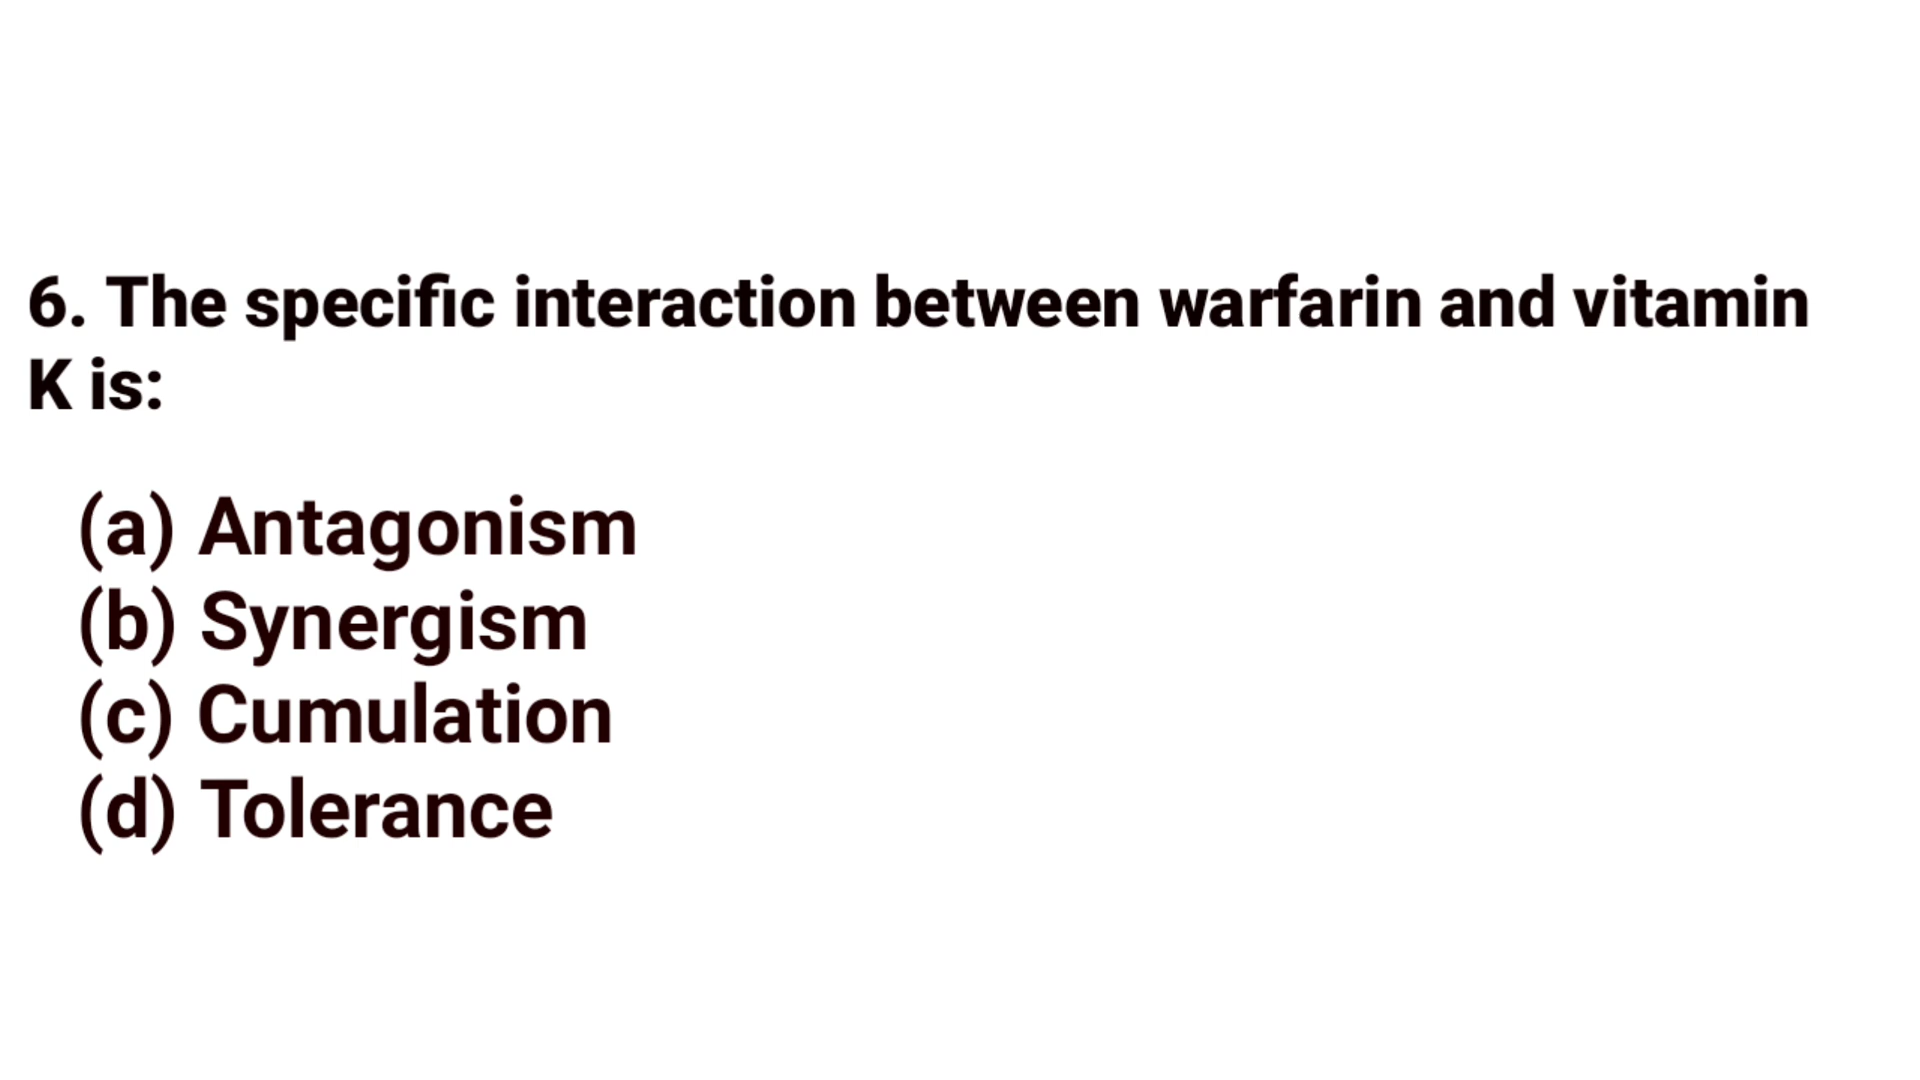 6. The specific interaction between warfarin and vitamin
K is:
(a) Antagonism
(b) Synergism
(c) Cumulation
(d) Tolerance